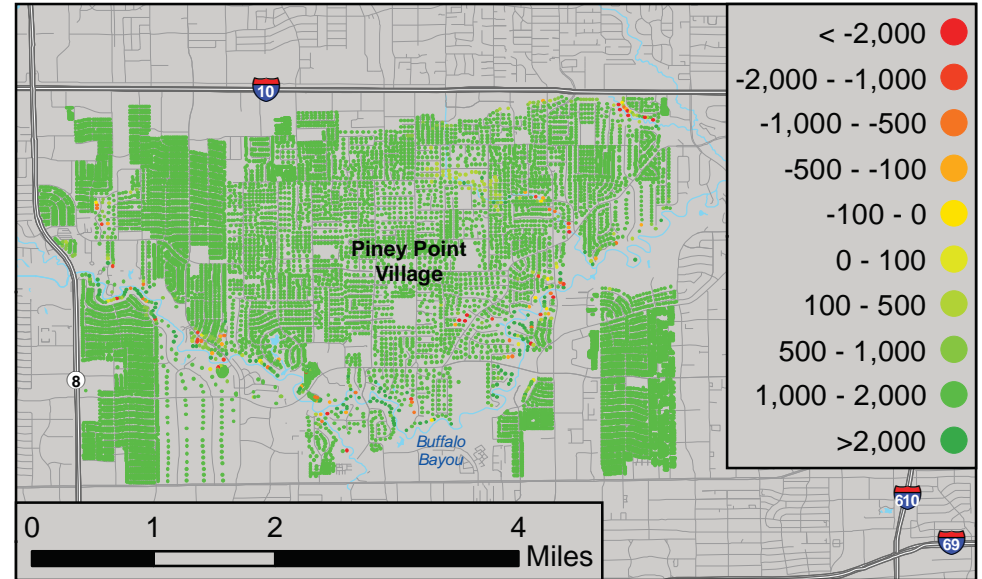 < -2,000
-2,000 - -1,000
-1,000 - -500
-500 - -100
-100 - 0
0 - 100
100 - 500
500 - 1,000
1,000 - 2,000
>2,000
10
Piney Point
Village
8
Buffalo
Bayou
610
69
0 1 2 4
Miles